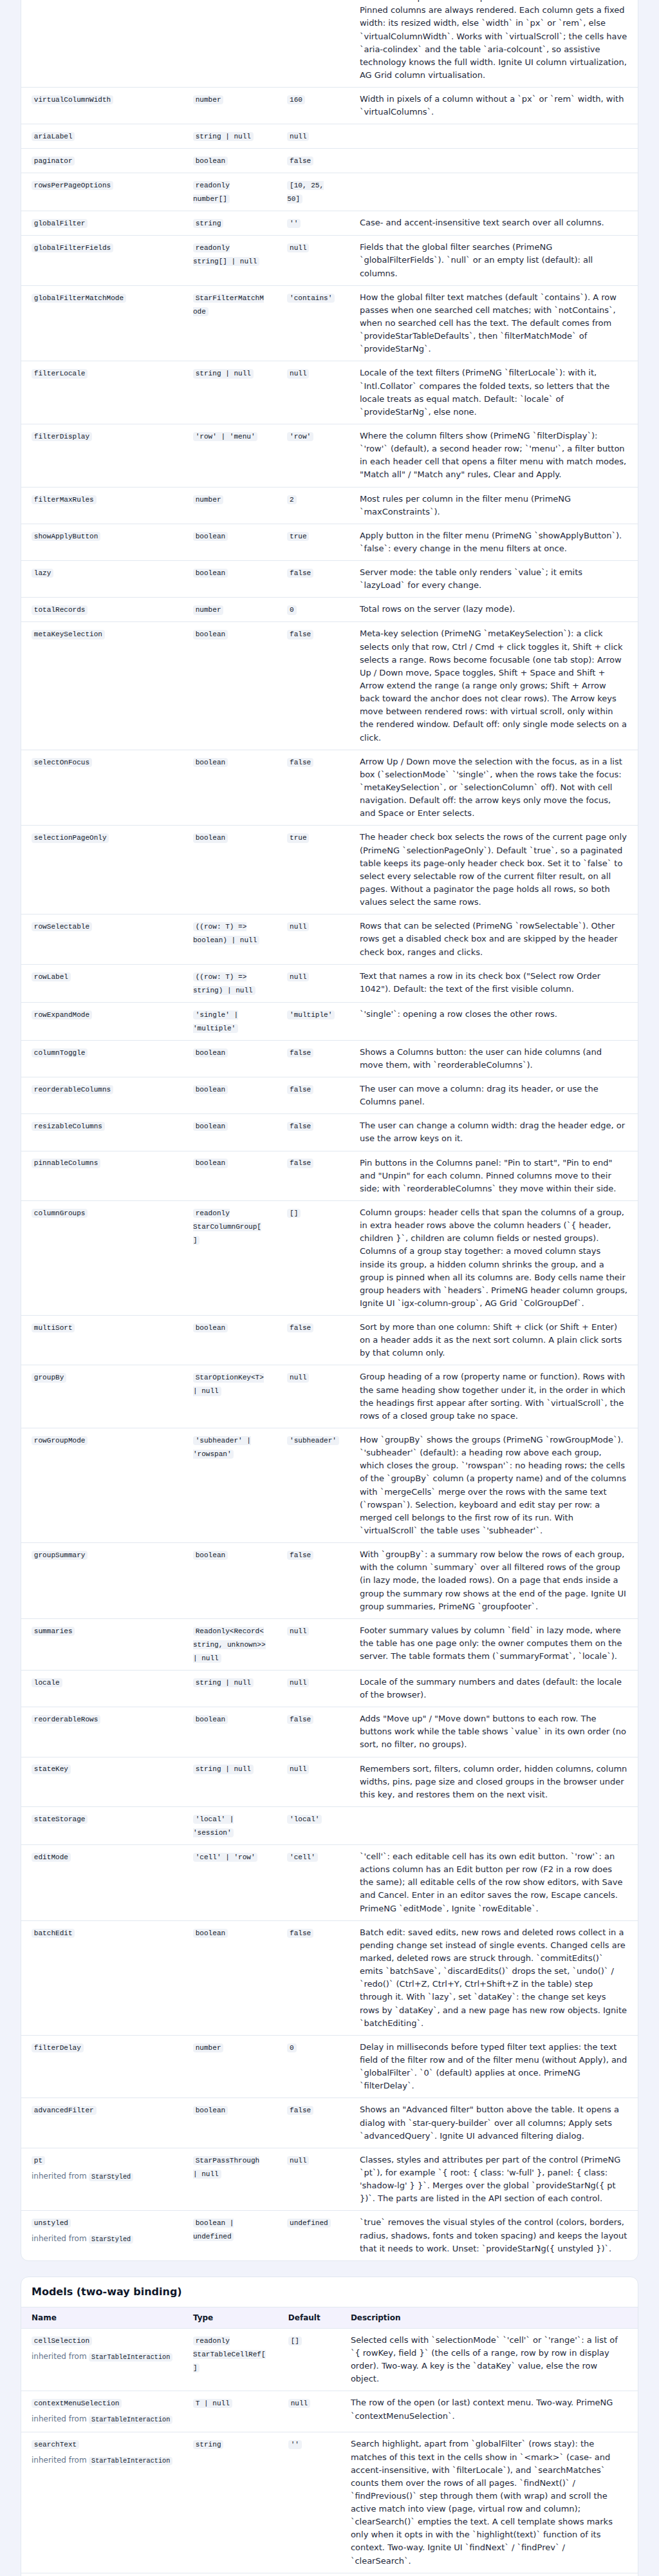 Pinned columns are always rendered. Each column gets a fixed
width: its resized width, else `width` in `px` or `rem`, else
`virtualColumnWidth`. Works with `virtualScroll`; the cells have
`aria-colindex` and the table `aria-colcount`, so assistive
technology knows the full width. Ignite UI column virtualization,
AG Grid column virtualisation.
virtualColumnWidth number 160 Width in pixels of a column without a `px` or `rem` width, with
`virtualColumns`.
ariaLabel string | null null
paginator boolean false
rowsPerPageOptions readonly [10, 25,
number[] 50]
globalFilter string '' Case- and accent-insensitive text search over all columns.
globalFilterFields readonly null Fields that the global filter searches (PrimeNG
string[] | null `globalFilterFields`). `null` or an empty list (default): all
columns.
globalFilterMatchMode StarFilterMatchM 'contains' How the global filter text matches (default `contains`). A row
ode passes when one searched cell matches; with `notContains`,
when no searched cell has the text. The default comes from
`provideStarTableDefaults`, then `filterMatchMode` of
`provideStarNg`.
filterLocale string | null null Locale of the text filters (PrimeNG `filterLocale`): with it,
`Intl.Collator` compares the folded texts, so letters that the
locale treats as equal match. Default: `locale` of
`provideStarNg`, else none.
filterDisplay 'row' | 'menu' 'row' Where the column filters show (PrimeNG `filterDisplay`):
`'row'` (default), a second header row; `'menu'`, a filter button
in each header cell that opens a filter menu with match modes,
"Match all" / "Match any" rules, Clear and Apply.
filterMaxRules number 2 Most rules per column in the filter menu (PrimeNG
`maxConstraints`).
showApplyButton boolean true Apply button in the filter menu (PrimeNG `showApplyButton`).
`false`: every change in the menu filters at once.
lazy boolean false Server mode: the table only renders `value`; it emits
`lazyLoad` for every change.
totalRecords number 0 Total rows on the server (lazy mode).
metaKeySelection boolean false Meta-key selection (PrimeNG `metaKeySelection`): a click
selects only that row, Ctrl / Cmd + click toggles it, Shift + click
selects a range. Rows become focusable (one tab stop): Arrow
Up / Down move, Space toggles, Shift + Space and Shift +
Arrow extend the range (a range only grows; Shift + Arrow
back toward the anchor does not clear rows). The Arrow keys
move between rendered rows: with virtual scroll, only within
the rendered window. Default off: only single mode selects on a
click.
selectOnFocus boolean false Arrow Up / Down move the selection with the focus, as in a list
box (`selectionMode` `'single'`, when the rows take the focus:
`metaKeySelection`, or `selectionColumn` off). Not with cell
navigation. Default off: the arrow keys only move the focus,
and Space or Enter selects.
selectionPageOnly boolean true The header check box selects the rows of the current page only
(PrimeNG `selectionPageOnly`). Default `true`, so a paginated
table keeps its page-only header check box. Set it to `false` to
select every selectable row of the current filter result, on all
pages. Without a paginator the page holds all rows, so both
values select the same rows.
rowSelectable ((row: T) => null Rows that can be selected (PrimeNG `rowSelectable`). Other
boolean) | null rows get a disabled check box and are skipped by the header
check box, ranges and clicks.
rowLabel ((row: T) => null Text that names a row in its check box ("Select row Order
string) | null 1042"). Default: the text of the first visible column.
rowExpandMode 'single' | 'multiple' `'single'`: opening a row closes the other rows.
'multiple'
columnToggle boolean false Shows a Columns button: the user can hide columns (and
move them, with `reorderableColumns`).
reorderableColumns boolean false The user can move a column: drag its header, or use the
Columns panel.
resizableColumns boolean false The user can change a column width: drag the header edge, or
use the arrow keys on it.
pinnableColumns boolean false Pin buttons in the Columns panel: "Pin to start", "Pin to end"
and "Unpin" for each column. Pinned columns move to their
side; with `reorderableColumns` they move within their side.
columnGroups readonly [] Column groups: header cells that span the columns of a group,
StarColumnGroup[ in extra header rows above the column headers (`{ header,
] children }`, children are column fields or nested groups).
Columns of a group stay together: a moved column stays
inside its group, a hidden column shrinks the group, and a
group is pinned when all its columns are. Body cells name their
group headers with `headers`. PrimeNG header column groups,
Ignite UI `igx-column-group`, AG Grid `ColGroupDef`.
multiSort boolean false Sort by more than one column: Shift + click (or Shift + Enter)
on a header adds it as the next sort column. A plain click sorts
by that column only.
groupBy StarOptionKey<T> null Group heading of a row (property name or function). Rows with
| null the same heading show together under it, in the order in which
the headings first appear after sorting. With `virtualScroll`, the
rows of a closed group take no space.
rowGroupMode 'subheader' | 'subheader' How `groupBy` shows the groups (PrimeNG `rowGroupMode`).
'rowspan' `'subheader'` (default): a heading row above each group,
which closes the group. `'rowspan'`: no heading rows; the cells
of the `groupBy` column (a property name) and of the columns
with `mergeCells` merge over the rows with the same text
(`rowspan`). Selection, keyboard and edit stay per row: a
merged cell belongs to the first row of its run. With
`virtualScroll` the table uses `'subheader'`.
groupSummary boolean false With `groupBy`: a summary row below the rows of each group,
with the column `summary` over all filtered rows of the group
(in lazy mode, the loaded rows). On a page that ends inside a
group the summary row shows at the end of the page. Ignite UI
group summaries, PrimeNG `groupfooter`.
summaries Readonly<Record< null Footer summary values by column `field` in lazy mode, where
string, unknown>> the table has one page only: the owner computes them on the
| null server. The table formats them (`summaryFormat`, `locale`).
locale string | null null Locale of the summary numbers and dates (default: the locale
of the browser).
reorderableRows boolean false Adds "Move up" / "Move down" buttons to each row. The
buttons work while the table shows `value` in its own order (no
sort, no filter, no groups).
stateKey string | null null Remembers sort, filters, column order, hidden columns, column
widths, pins, page size and closed groups in the browser under
this key, and restores them on the next visit.
stateStorage 'local' | 'local'
'session'
editMode 'cell' | 'row' 'cell' `'cell'`: each editable cell has its own edit button. `'row'`: an
actions column has an Edit button per row (F2 in a row does
the same); all editable cells of the row show editors, with Save
and Cancel. Enter in an editor saves the row, Escape cancels.
PrimeNG `editMode`, Ignite `rowEditable`.
batchEdit boolean false Batch edit: saved edits, new rows and deleted rows collect in a
pending change set instead of single events. Changed cells are
marked, deleted rows are struck through. `commitEdits()`
emits `batchSave`, `discardEdits()` drops the set, `undo()` /
`redo()` (Ctrl+Z, Ctrl+Y, Ctrl+Shift+Z in the table) step
through it. With `lazy`, set `dataKey`: the change set keys
rows by `dataKey`, and a new page has new row objects. Ignite
`batchEditing`.
filterDelay number 0 Delay in milliseconds before typed filter text applies: the text
field of the filter row and of the filter menu (without Apply), and
`globalFilter`. `0` (default) applies at once. PrimeNG
`filterDelay`.
advancedFilter boolean false Shows an "Advanced filter" button above the table. It opens a
dialog with `star-query-builder` over all columns; Apply sets
`advancedQuery`. Ignite UI advanced filtering dialog.
pt StarPassThrough null Classes, styles and attributes per part of the control (PrimeNG
inherited from StarStyled | null `pt`), for example `{ root: { class: 'w-full' }, panel: { class:
'shadow-lg' } }`. Merges over the global `provideStarNg({ pt
})`. The parts are listed in the API section of each control.
unstyled boolean | undefined `true` removes the visual styles of the control (colors, borders,
inherited from StarStyled undefined radius, shadows, fonts and token spacing) and keeps the layout
that it needs to work. Unset: `provideStarNg({ unstyled })`.
Models (two-way binding)
Name Type Default Description
cellSelection readonly [] Selected cells with `selectionMode` `'cell'` or `'range'`: a list of
inherited from StarTableInteraction StarTableCellRef[ `{ rowKey, field }` (the cells of a range, row by row in display
] order). Two-way. A key is the `dataKey` value, else the row
object.
contextMenuSelection T | null null The row of the open (or last) context menu. Two-way. PrimeNG
inherited from StarTableInteraction `contextMenuSelection`.
searchText string '' Search highlight, apart from `globalFilter` (rows stay): the
inherited from StarTableInteraction matches of this text in the cells show in `<mark>` (case- and
accent-insensitive, with `filterLocale`), and `searchMatches`
counts them over the rows of all pages. `findNext()` /
`findPrevious()` step through them (with wrap) and scroll the
active match into view (page, virtual row and column);
`clearSearch()` empties the text. A cell template shows marks
only when it opts in with the `highlight(text)` function of its
context. Two-way. Ignite UI `findNext` / `findPrev` /
`clearSearch`.